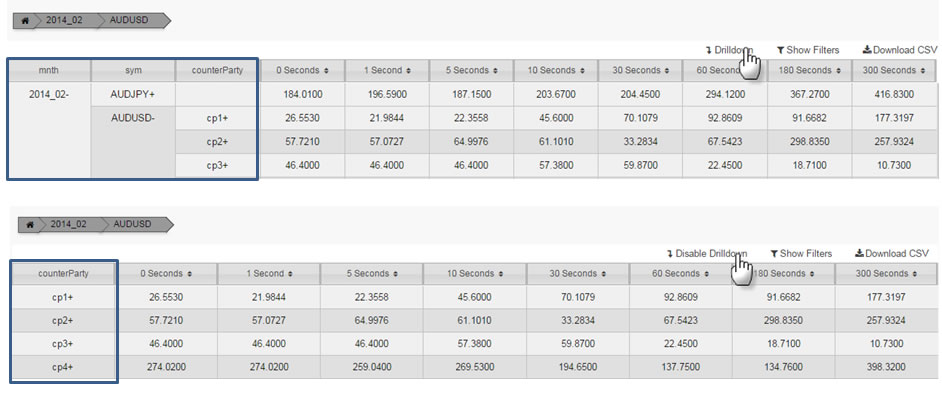 2014_02 AUDUSD
Drilldown Show Filters Download CSV
mnth sym counterParty 0 Seconds 1 Second 5 Seconds 10 Seconds 30 Seconds 60 Second 180 Seconds 300 Seconds
2014_02- AUDJPY+ 184.0100 196.5900 187.1500 203.6700 204.4500 294.1200 367.2700 416.8300
AUDUSD- cp1+ 26.5530 21.9844 22.3558 45.6000 70.1079 92.8609 91.6682 177.3197
cp2+ 57.7210 57.0727 64.9976 61.1010 33.2834 67.5423 298.8350 257.9324
cp3+ 46.4000 46.4000 46.4000 57.3800 59.8700 22.4500 18.7100 10.7300
2014_02 AUDUSD
Disable Drilldown Show Filters Download CSV
counterParty 0 Seconds 1 Second 5 Seconds 10 Seconds 30 Seconds 60 Seconds 180 Seconds 300 Seconds
cp1+ 26.5530 21.9844 22.3558 45.6000 70.1079 92.8609 91.6682 177.3197
cp2+ 57.7210 57.0727 64.9976 61.1010 33.2834 67.5423 298.8350 257.9324
cp3+ 46.4000 46.4000 46.4000 57.3800 59.8700 22.4500 18.7100 10.7300
cp4+ 274.0200 274.0200 259.0400 269.5300 194.6500 137.7500 134.7600 398.3200